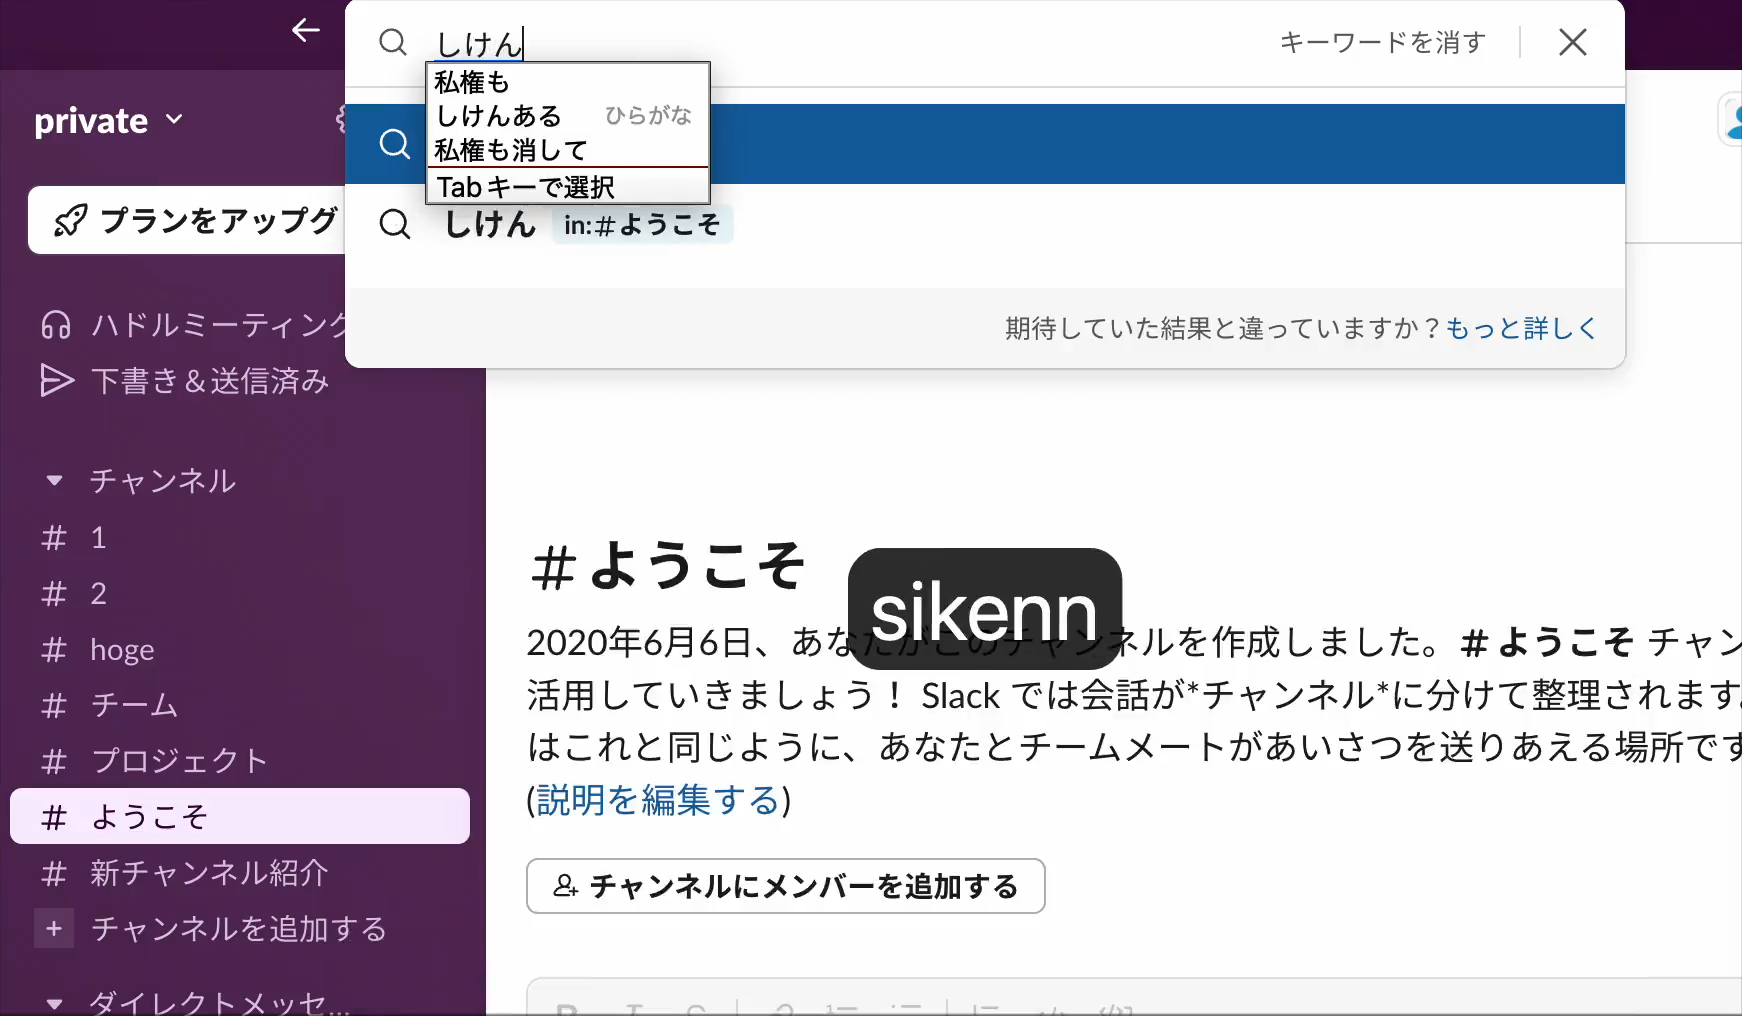 しけん
キーワードを消す
私権も
しけんある ひらがな
私権も消して
Tabキーで選択
しけん in:#ようこそ
期待していた結果と違っていますか？もっと詳しく
private
プランをアップグ
ハドルミーティング
下書き＆送信済み
チャンネル
# 1
# 2
# hoge
# チーム
# プロジェクト
# ようこそ
# 新チャンネル紹介
+ チャンネルを追加する
ダイレクトメッセ...
#ようこそ
sikenn
2020年6月6日、あなたがこのチャンネルを作成しました。#ようこそ チャン
活用していきましょう！ Slack では会話が*チャンネル*に分けて整理されます。
はこれと同じように、あなたとチームメートがあいさつを送りあえる場所です
(説明を編集する)
チャンネルにメンバーを追加する